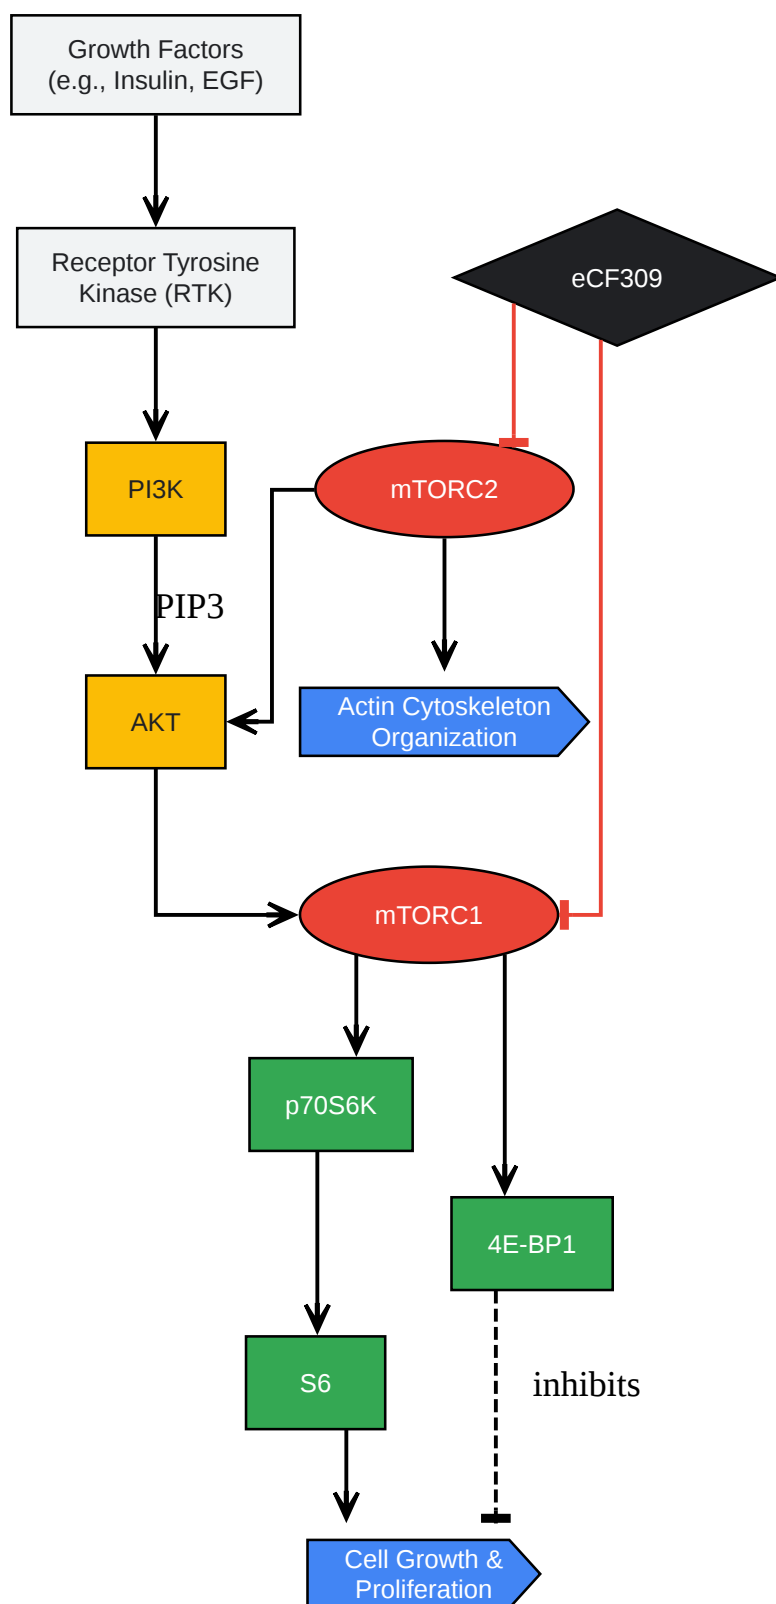 Growth Factors
(e.g., Insulin, EGF)
Receptor Tyrosine
Kinase (RTK)
eCF309
PI3K
mTORC2
PIP3
AKT
Actin Cytoskeleton
Organization
mTORC1
p70S6K
4E-BP1
S6
inhibits
Cell Growth &
Proliferation